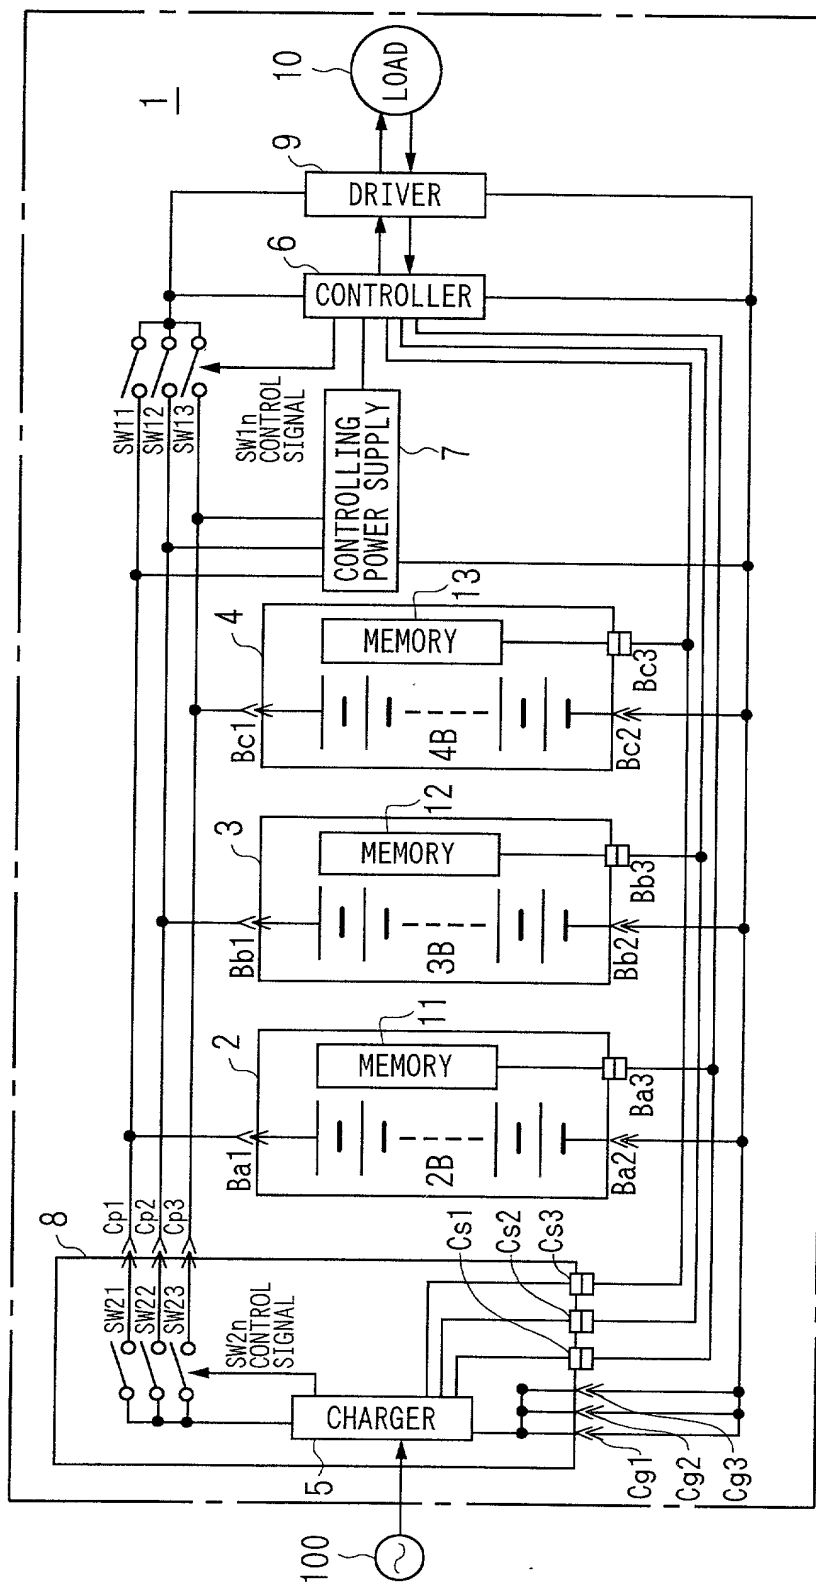 1
8
Cp1
Cp2
Cp3
SW21
SW22
SW23
SW2n
CONTROL
SIGNAL
CHARGER
5
100
Cs1
Cs2
Cs3
Cg1
Cg2
Cg3
2
Ba1
MEMORY
11
2B
Ba2
Ba3
3
Bb1
MEMORY
12
3B
Bb2
Bb3
4
Bc1
MEMORY
13
4B
Bc2
Bc3
SW11
SW12
SW13
SW1n
CONTROL
SIGNAL
CONTROLLING
POWER SUPPLY
7
CONTROLLER
6
DRIVER
9
LOAD
10